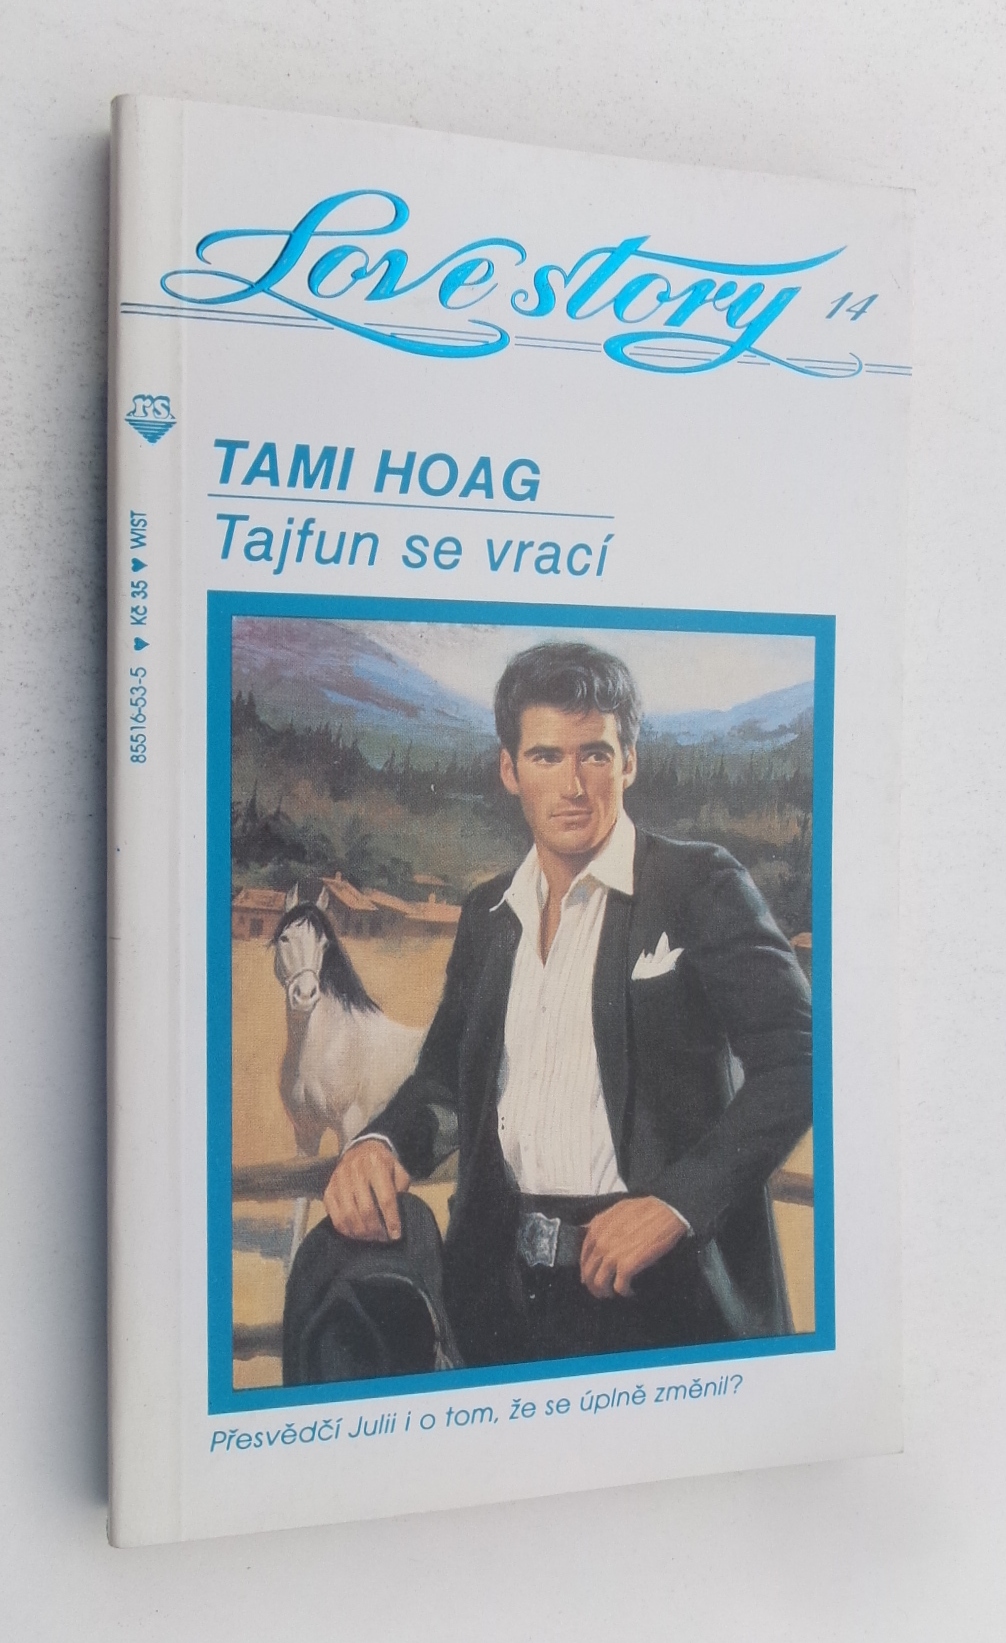 Love story 14
TAMI HOAG
Tajfun se vrací
rs
85516-53-5 ♥ Kč 35 ♥ WIST
Přesvědčí Julii i o tom, že se úplně změnil?